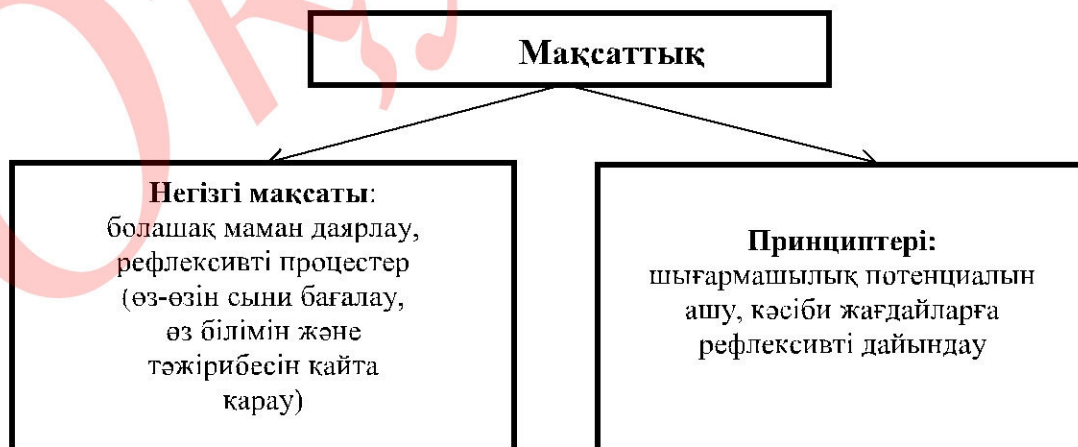 Мақсаттық
Негізгі мақсаты:
болашақ маман даярлау,
рефлексивті процестер
(өз-өзін сыни бағалау,
өз білімін және
тәжірибесін қайта
қарау)
Принциптері:
шығармашылық потенциалын
ашу, кәсіби жағдайларға
рефлексивті дайындау